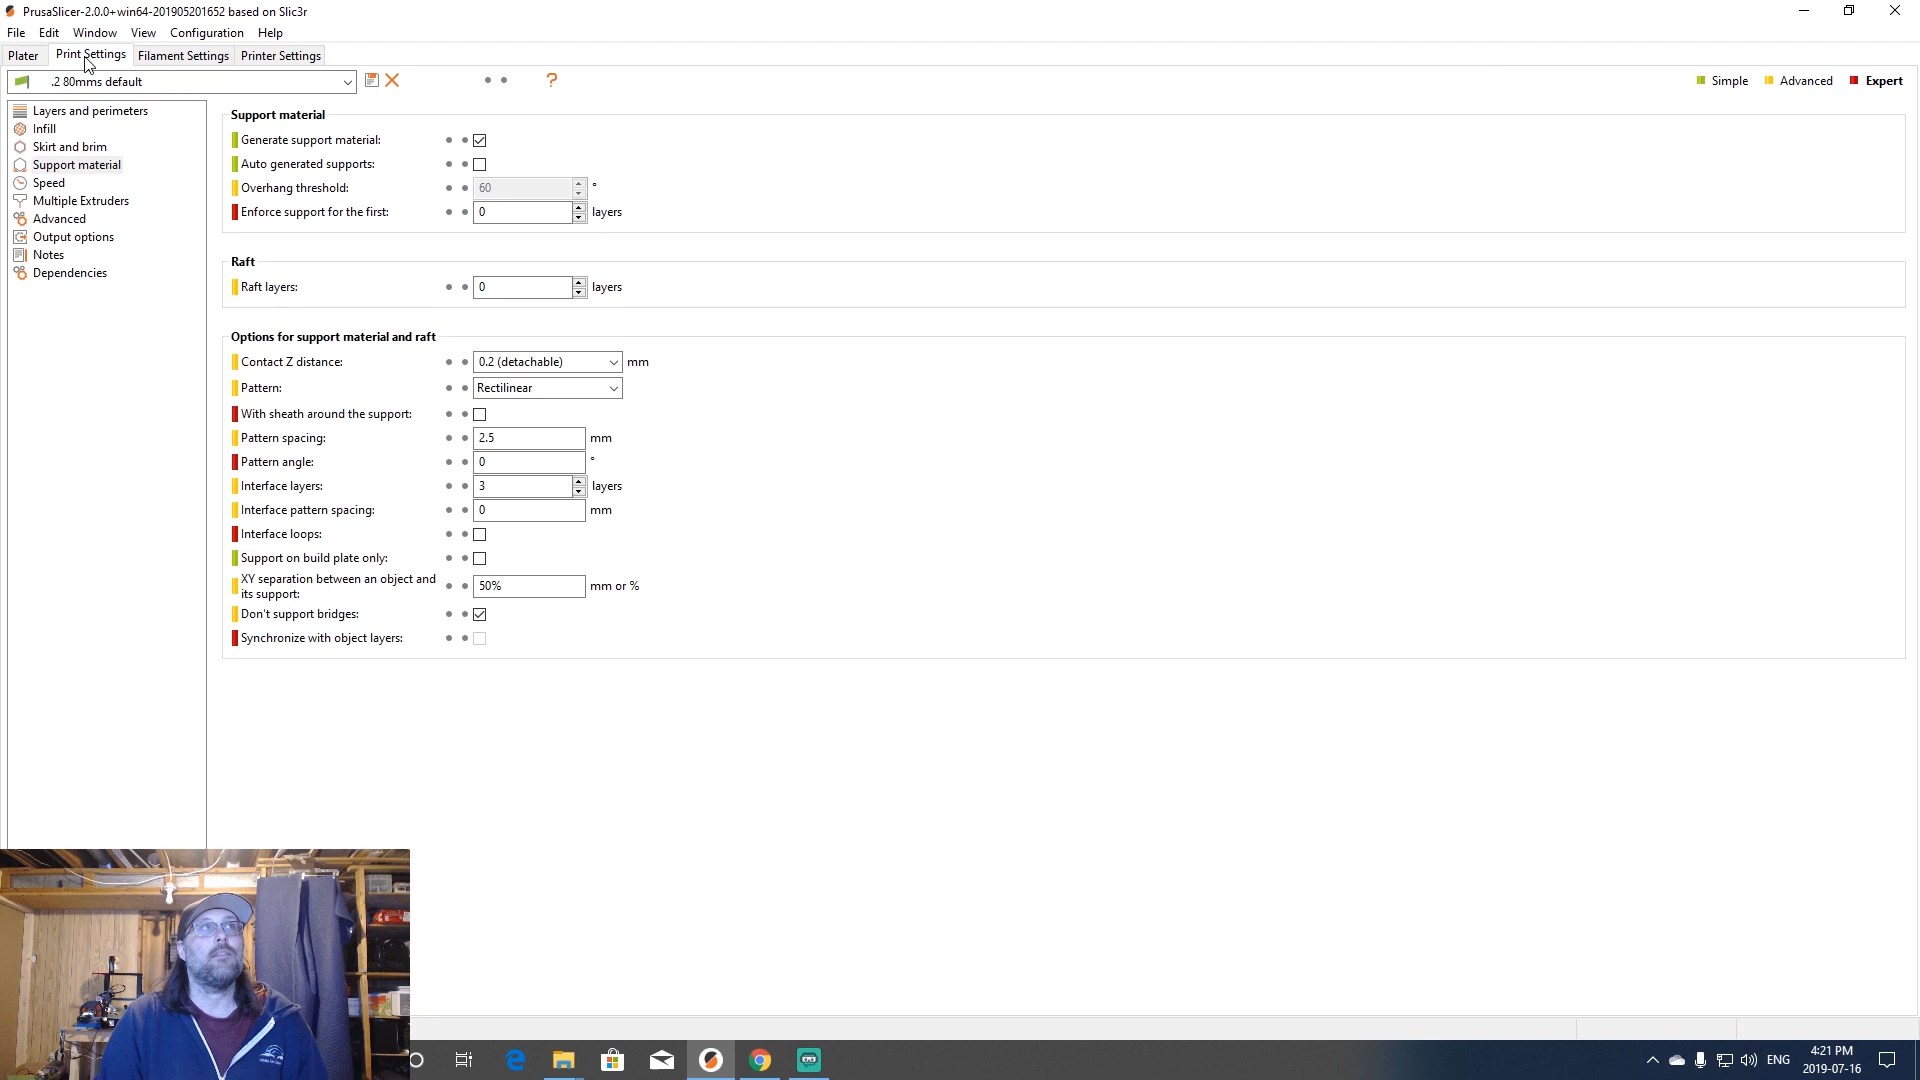 PrusaSlicer-2.0.0+win64-201905201652 based on Slic3r
File Edit Window View Configuration Help
Plater Print Settings Filament Settings Printer Settings
.2 80mms default ? Simple Advanced Expert
Layers and perimeters
Infill
Skirt and brim
Support material
Speed
Multiple Extruders
Advanced
Output options
Notes
Dependencies
Support material
Generate support material:
Auto generated supports:
Overhang threshold: 60 °
Enforce support for the first: 0 layers
Raft
Raft layers: 0 layers
Options for support material and raft
Contact Z distance: 0.2 (detachable) mm
Pattern: Rectilinear
With sheath around the support:
Pattern spacing: 2.5 mm
Pattern angle: 0 °
Interface layers: 3 layers
Interface pattern spacing: 0 mm
Interface loops:
Support on build plate only:
XY separation between an object and
its support: 50% mm or %
Don't support bridges:
Synchronize with object layers:
ENG
4:21 PM
2019-07-16